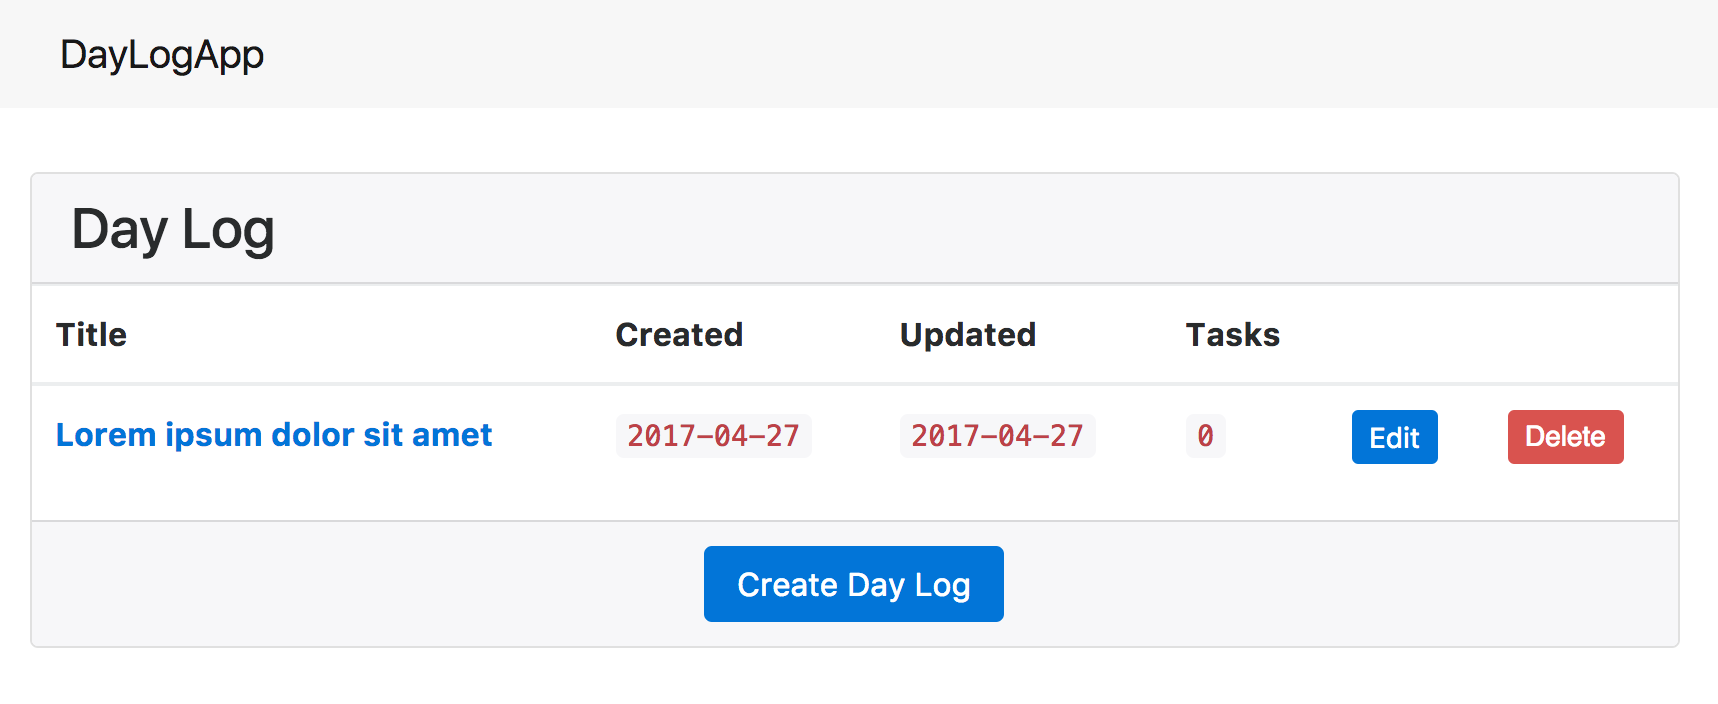 DayLogApp
Day Log
Title Created Updated Tasks
Lorem ipsum dolor sit amet 2017-04-27 2017-04-27 0 Edit Delete
Create Day Log